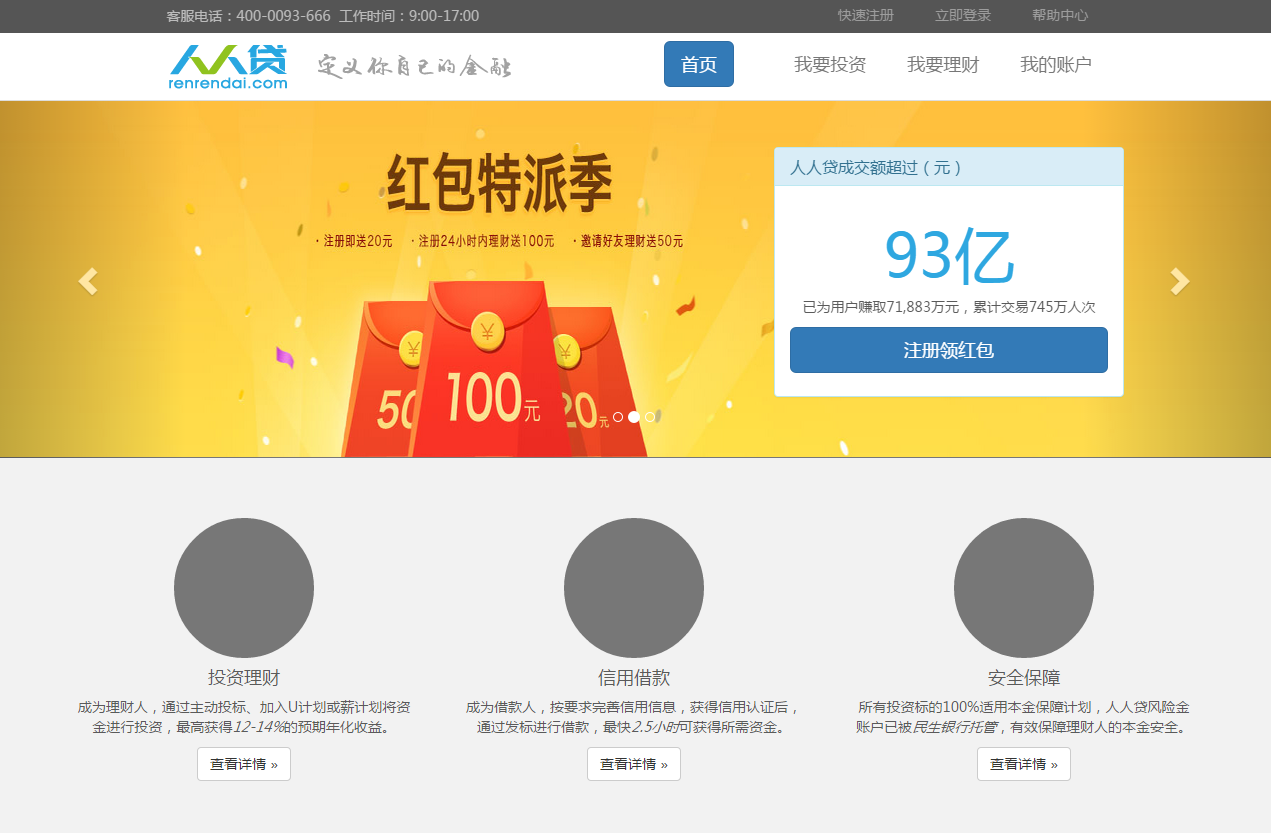 客服电话：400-0093-666 工作时间：9:00-17:00 快速注册 立即登录 帮助中心
人人贷 定义你自己的金融 首页 我要投资 我要理财 我的账户
renrendai.com
红包特派季
·注册即送20元 ·注册24小时内理财送100元 ·邀请好友理财送50元
50
100元
20元
人人贷成交额超过（元）
93亿
已为用户赚取71,883万元，累计交易745万人次
注册领红包
投资理财
成为理财人，通过主动投标、加入U计划或薪计划将资
金进行投资，最高获得12-14%的预期年化收益。
查看详情 »
信用借款
成为借款人，按要求完善信用信息，获得信用认证后，
通过发标进行借款，最快2.5小时可获得所需资金。
查看详情 »
安全保障
所有投资标的100%适用本金保障计划，人人贷风险金
账户已被民生银行托管，有效保障理财人的本金安全。
查看详情 »